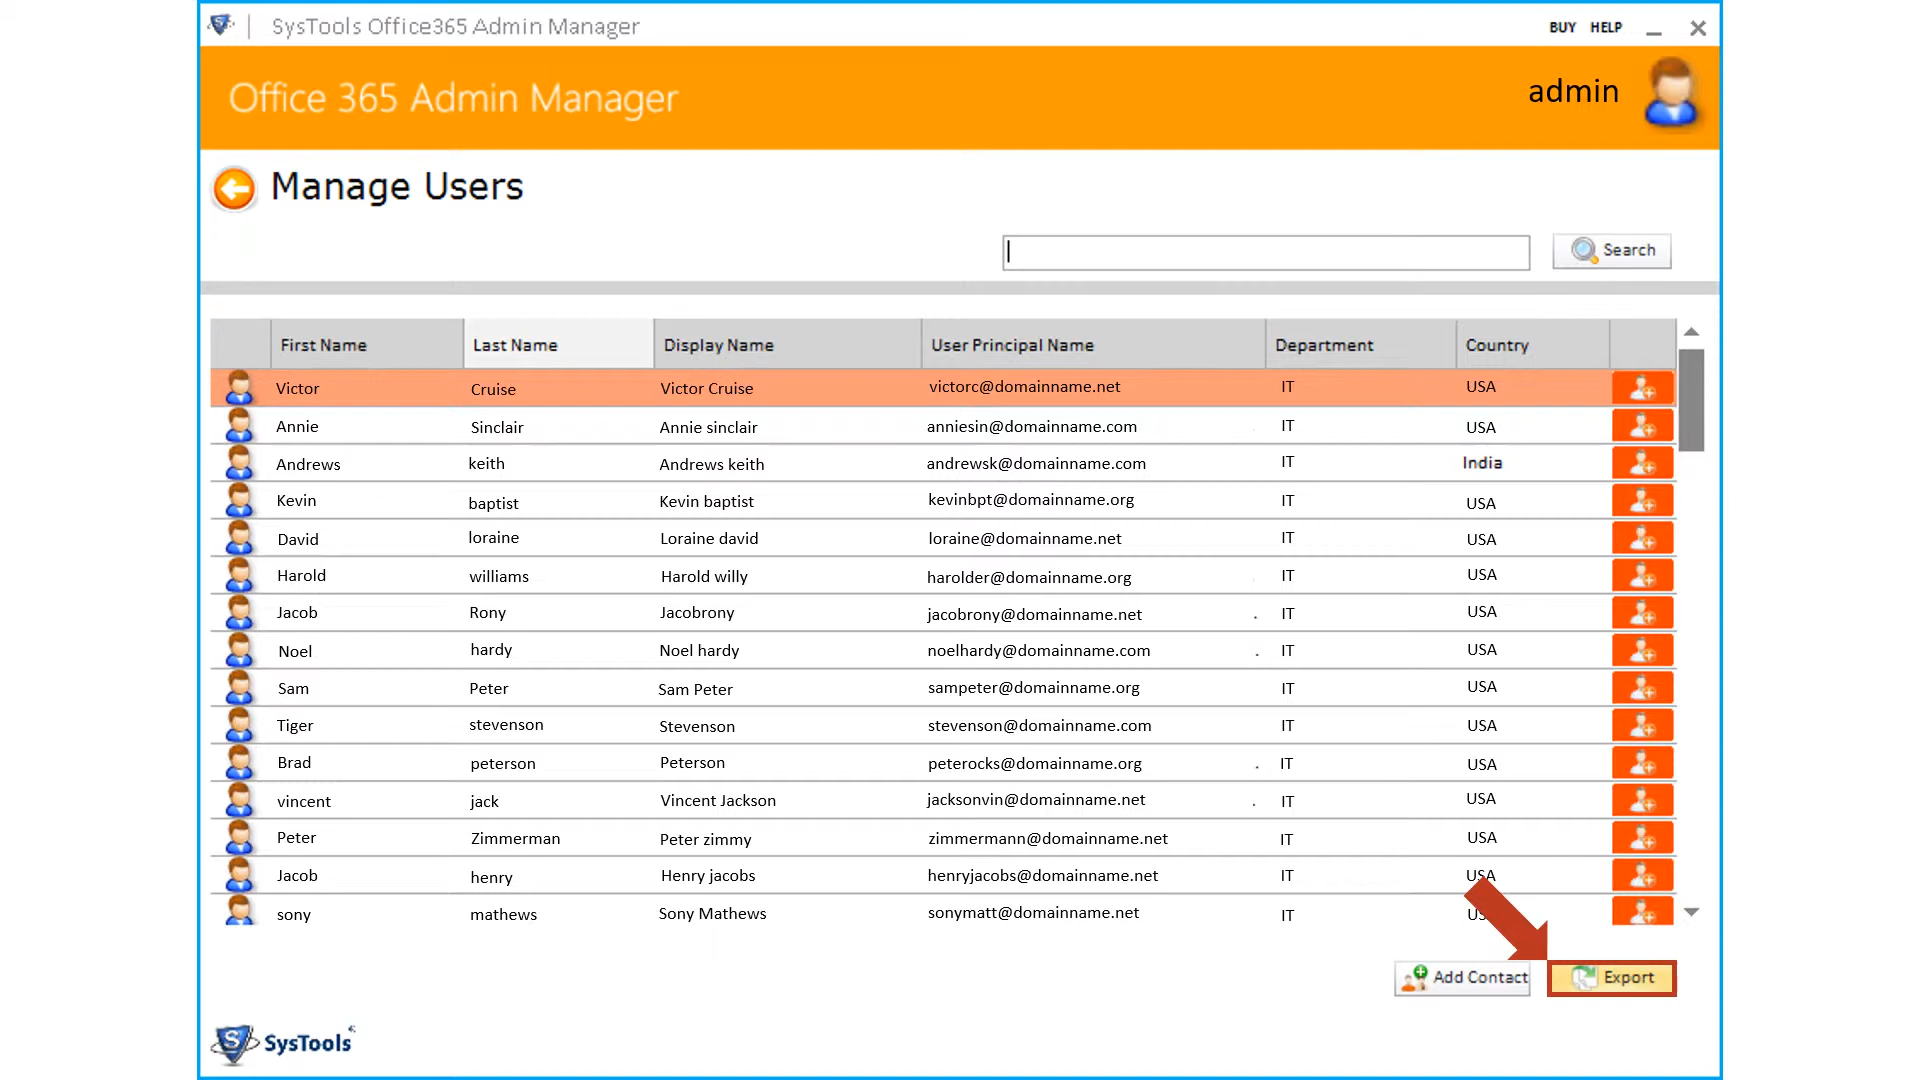 SysTools Office365 Admin Manager BUY HELP
Office 365 Admin Manager admin
Manage Users
Search
First Name Last Name Display Name User Principal Name Department Country
Victor Cruise Victor Cruise victorc@domainname.net IT USA
Annie Sinclair Annie sinclair anniesin@domainname.com IT USA
Andrews keith Andrews keith andrewsk@domainname.com IT India
Kevin baptist Kevin baptist kevinbpt@domainname.org IT USA
David loraine Loraine david loraine@domainname.net IT USA
Harold williams Harold willy harolder@domainname.org IT USA
Jacob Rony Jacobrony jacobrony@domainname.net IT USA
Noel hardy Noel hardy noelhardy@domainname.com IT USA
Sam Peter Sam Peter sampeter@domainname.org IT USA
Tiger stevenson Stevenson stevenson@domainname.com IT USA
Brad peterson Peterson peterocks@domainname.org IT USA
vincent jack Vincent Jackson jacksonvin@domainname.net IT USA
Peter Zimmerman Peter zimmy zimmermann@domainname.net IT USA
Jacob henry Henry jacobs henryjacobs@domainname.net IT USA
sony mathews Sony Mathews sonymatt@domainname.net IT
Add Contact Export
SysTools